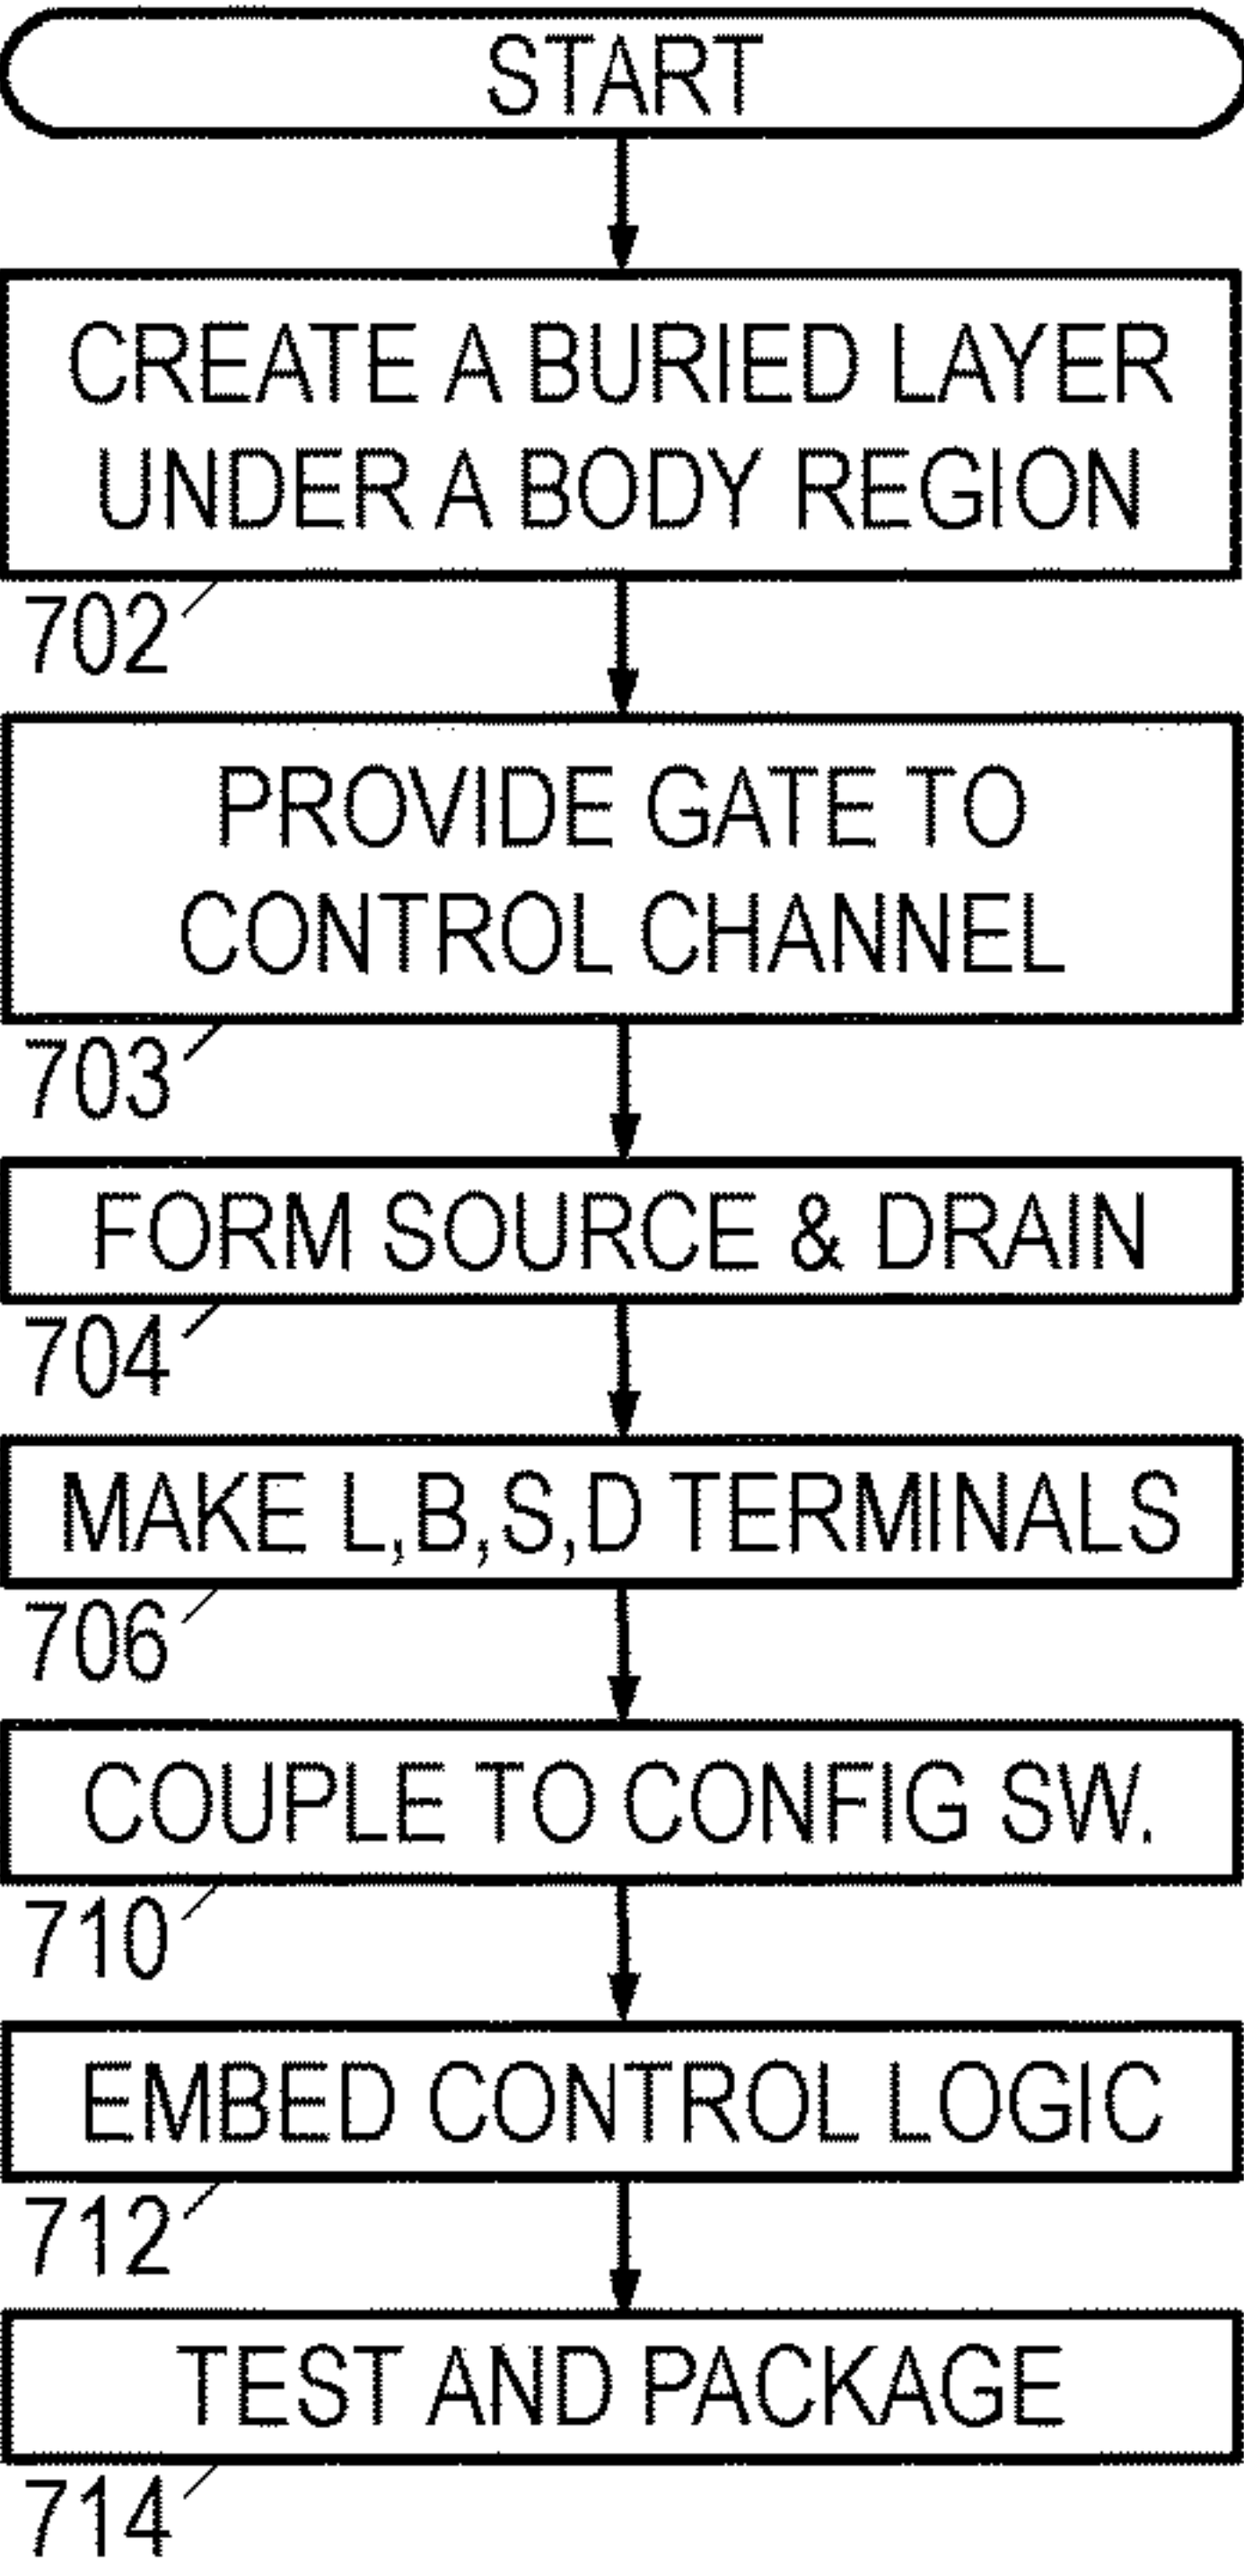 START
CREATE A BURIED LAYER
UNDER A BODY REGION
702
PROVIDE GATE TO
CONTROL CHANNEL
703
FORM SOURCE & DRAIN
704
MAKE L,B,S,D TERMINALS
706
COUPLE TO CONFIG SW.
710
EMBED CONTROL LOGIC
712
TEST AND PACKAGE
714